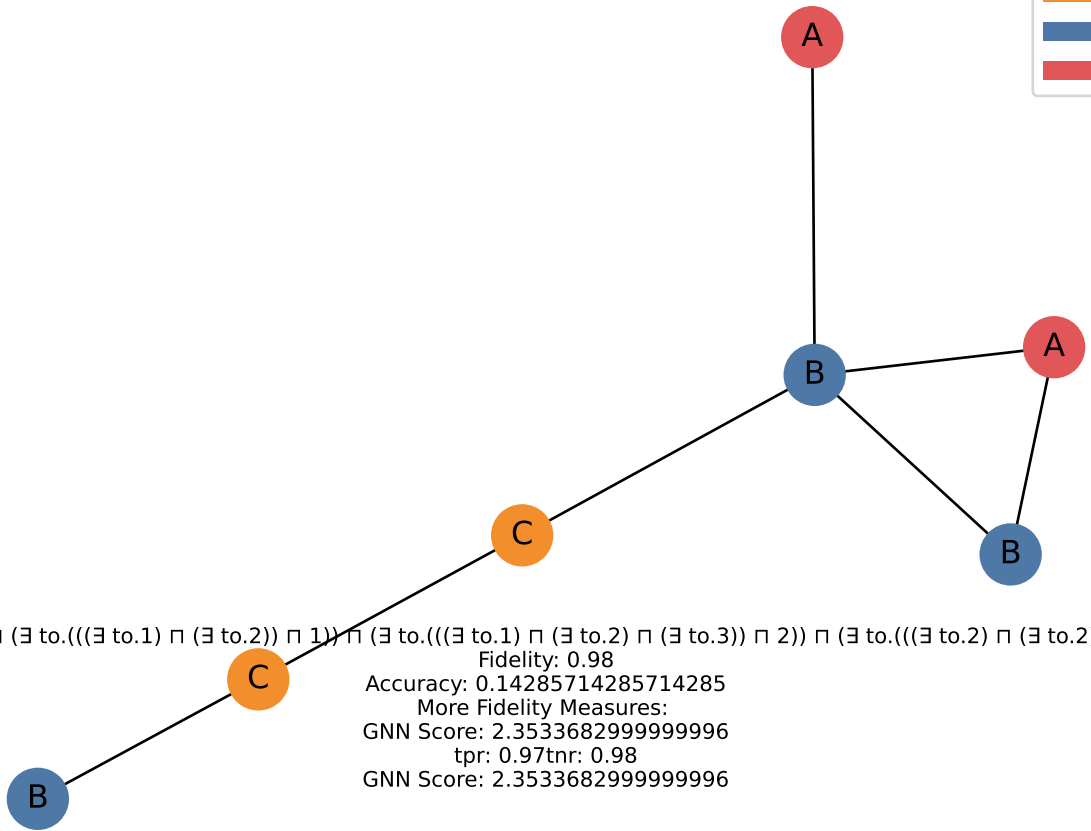 A
A
B
C
B
(∃ to.(((∃ to.1) ⊓ (∃ to.2)) ⊓ 1)) ⊓ (∃ to.(((∃ to.1) ⊓ (∃ to.2) ⊓ (∃ to.3)) ⊓ 2)) ⊓ (∃ to.(((∃ to.2) ⊓ (∃ to.2
Fidelity: 0.98
C
Accuracy: 0.14285714285714285
More Fidelity Measures:
GNN Score: 2.3533682999999996
tpr: 0.97tnr: 0.98
GNN Score: 2.3533682999999996
B